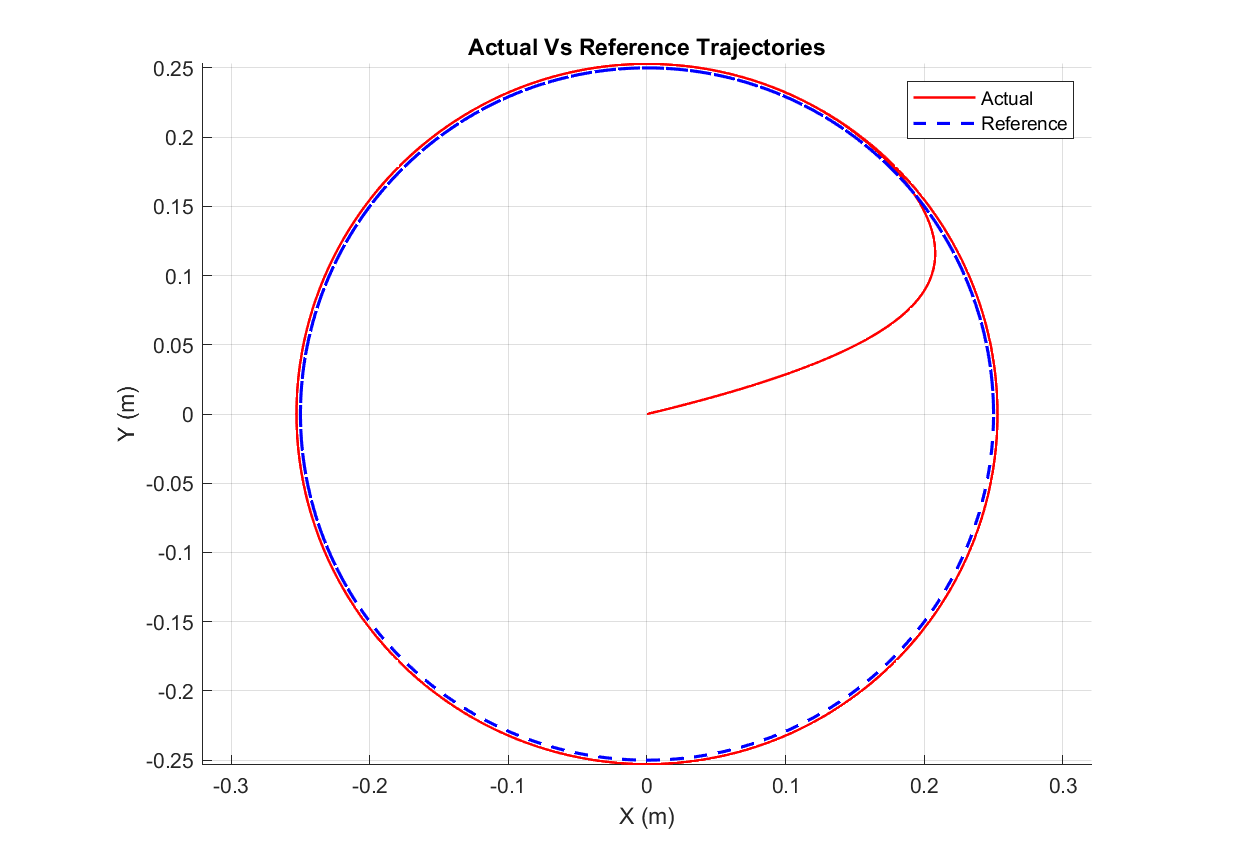 Actual Vs Reference Trajectories
Actual
Reference
0.25
0.2
0.15
0.1
0.05
0
-0.05
-0.1
-0.15
-0.2
-0.25
Y (m)
-0.3 -0.2 -0.1 0 0.1 0.2 0.3
X (m)